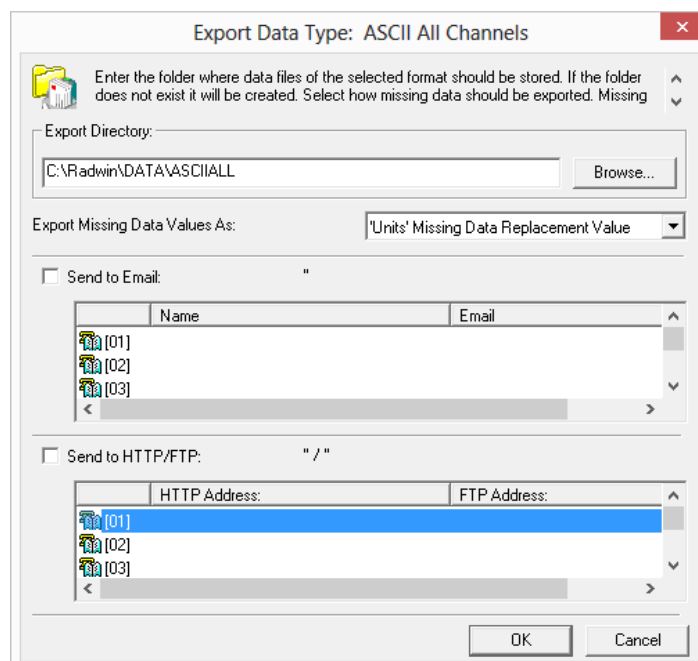 Export Data Type:  ASCII All Channels
Enter the folder where data files of the selected format should be stored. If the folder
does not exist it will be created. Select how missing data should be exported. Missing
Export Directory:
C:\Radwin\DATA\ASCIIALL
Browse...
Export Missing Data Values As:
'Units' Missing Data Replacement Value
Send to Email: "
Name Email
[01]
[02]
[03]
Send to HTTP/FTP: " / "
HTTP Address: FTP Address:
[01]
[02]
[03]
OK Cancel